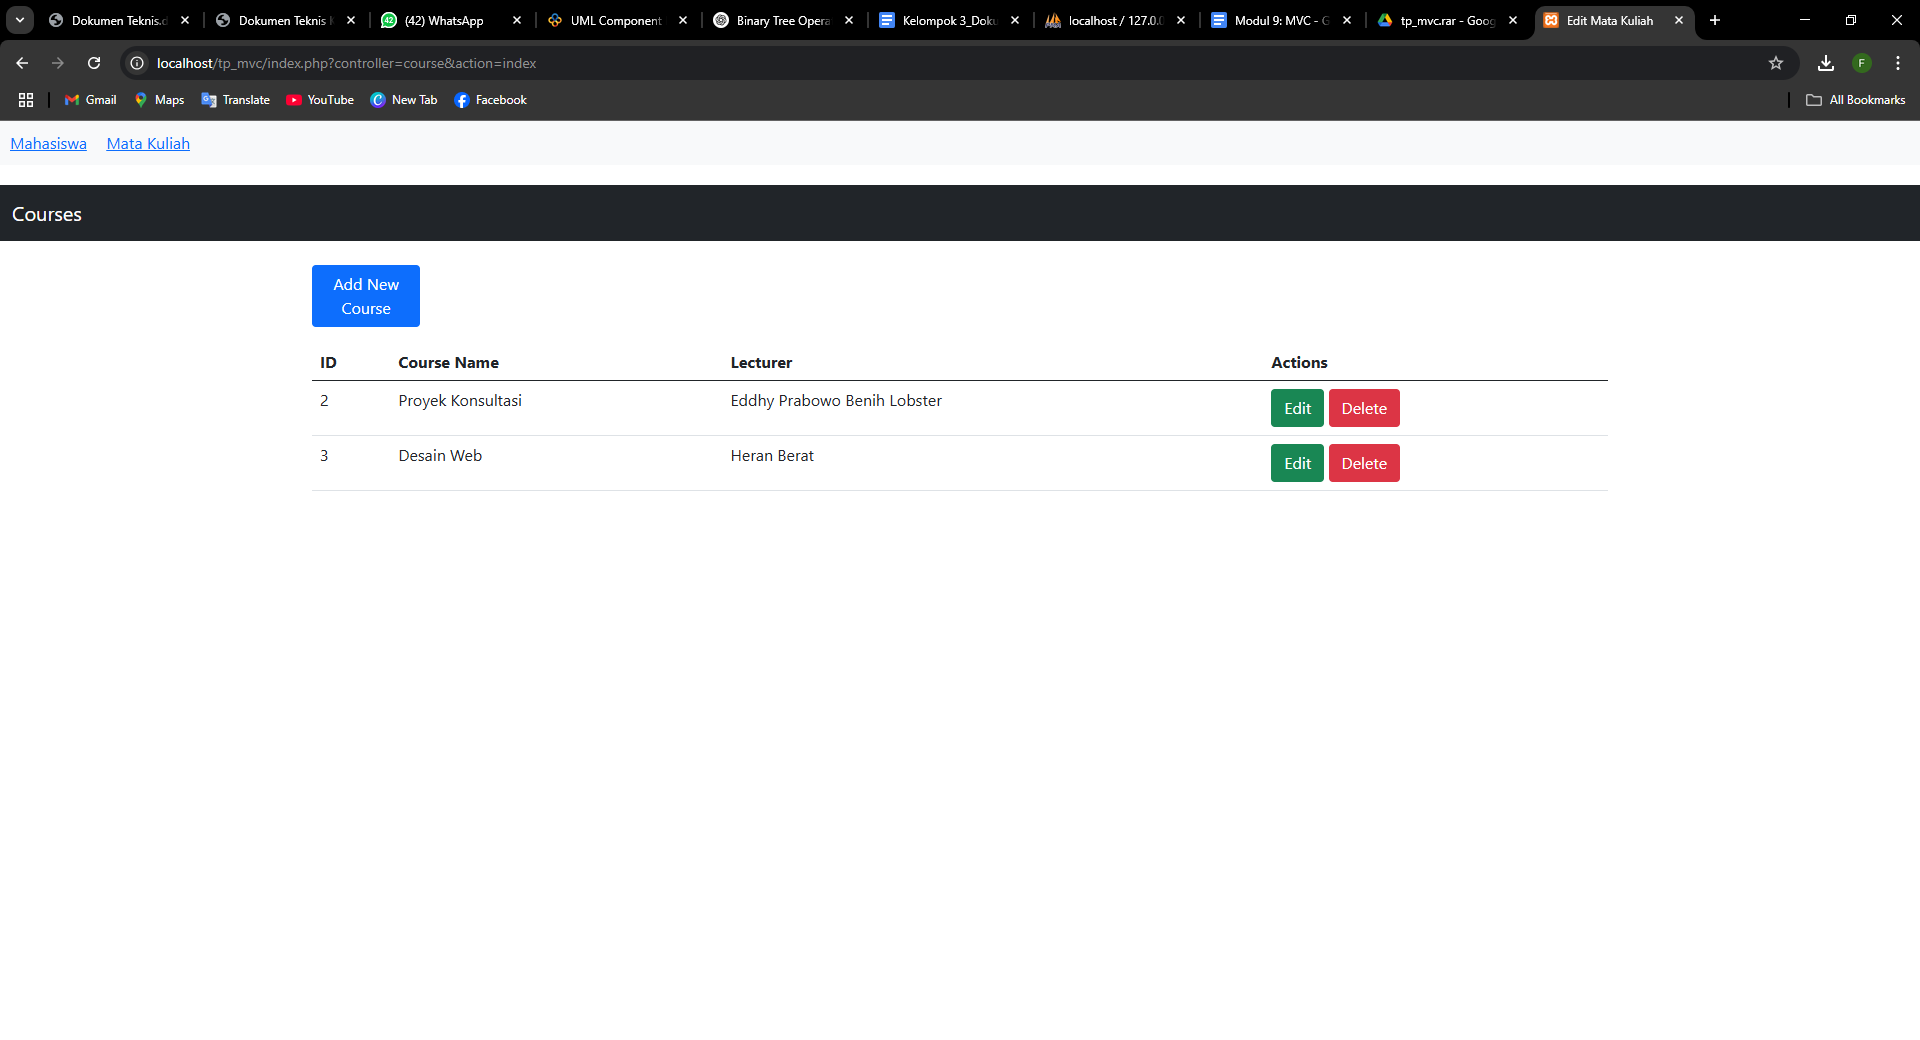 Dokumen Teknis.d
Dokumen Teknis
(42) WhatsApp
UML Component
Binary Tree Opera
Kelompok 3_Doku
localhost / 127.0.0
Modul 9: MVC - G
tp_mvc.rar - Goog
Edit Mata Kuliah
localhost/tp_mvc/index.php?controller=course&action=index
F
Gmail
Maps
Translate
YouTube
New Tab
Facebook
All Bookmarks
Mahasiswa Mata Kuliah
Courses
Add New
Course
ID Course Name Lecturer Actions
2 Proyek Konsultasi Eddhy Prabowo Benih Lobster Edit Delete
3 Desain Web Heran Berat Edit Delete